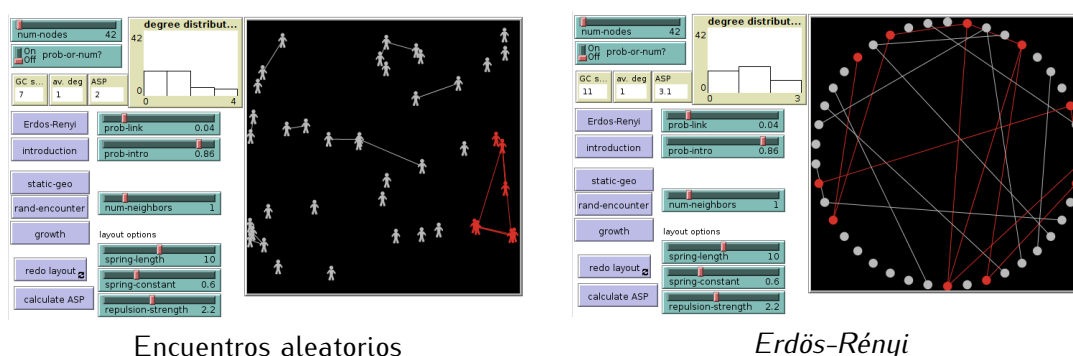 num-nodes 42
On
Off prob-or-num?
GC s... av. deg ASP
7 1 2
degree distribut...
42
0
0 4
Erdos-Renyi
introduction
prob-link 0.04
prob-intro 0.86
static-geo
rand-encounter
growth
num-neighbors 1
layout options
redo layout
calculate ASP
spring-length 10
spring-constant 0.6
repulsion-strength 2.2
Encuentros aleatorios
num-nodes 42
On
Off prob-or-num?
GC s... av. deg ASP
11 1 3.1
degree distribut...
42
0
0 3
Erdos-Renyi
introduction
prob-link 0.04
prob-intro 0.86
static-geo
rand-encounter
growth
num-neighbors 1
layout options
redo layout
calculate ASP
spring-length 10
spring-constant 0.6
repulsion-strength 2.2
Erdös-Rényi